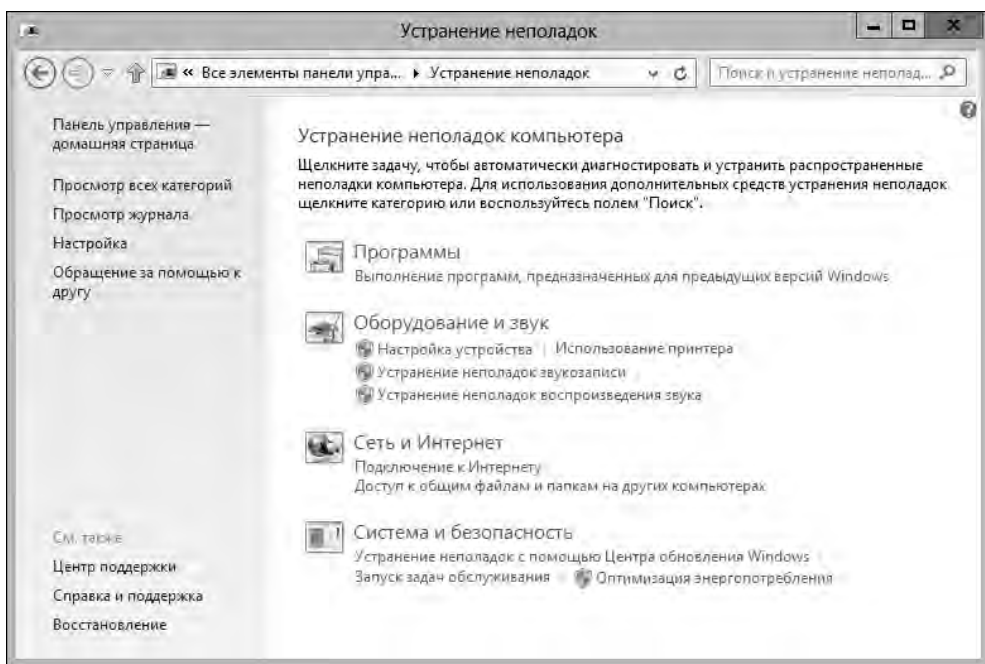 Устранение неполадок
« Все элементы панели упра... Устранение неполадок
Поиск и устранение неполад...
Панель управления —
домашняя страница
Просмотр всех категорий
Просмотр журнала
Настройка
Обращение за помощью к
другу
Устранение неполадок компьютера
Щелкните задачу, чтобы автоматически диагностировать и устранить распространенные
неполадки компьютера. Для использования дополнительных средств устранения неполадок
щелкните категорию или воспользуйтесь полем "Поиск".
Программы
Выполнение программ, предназначенных для предыдущих версий Windows
Оборудование и звук
Настройка устройства | Использование принтера
Устранение неполадок звукозаписи
Устранение неполадок воспроизведения звука
Сеть и Интернет
Подключение к Интернету
Доступ к общим файлам и папкам на других компьютерах
Система и безопасность
Устранение неполадок с помощью Центра обновления Windows
Запуск задач обслуживания | Оптимизация энергопотребления
См. также
Центр поддержки
Справка и поддержка
Восстановление